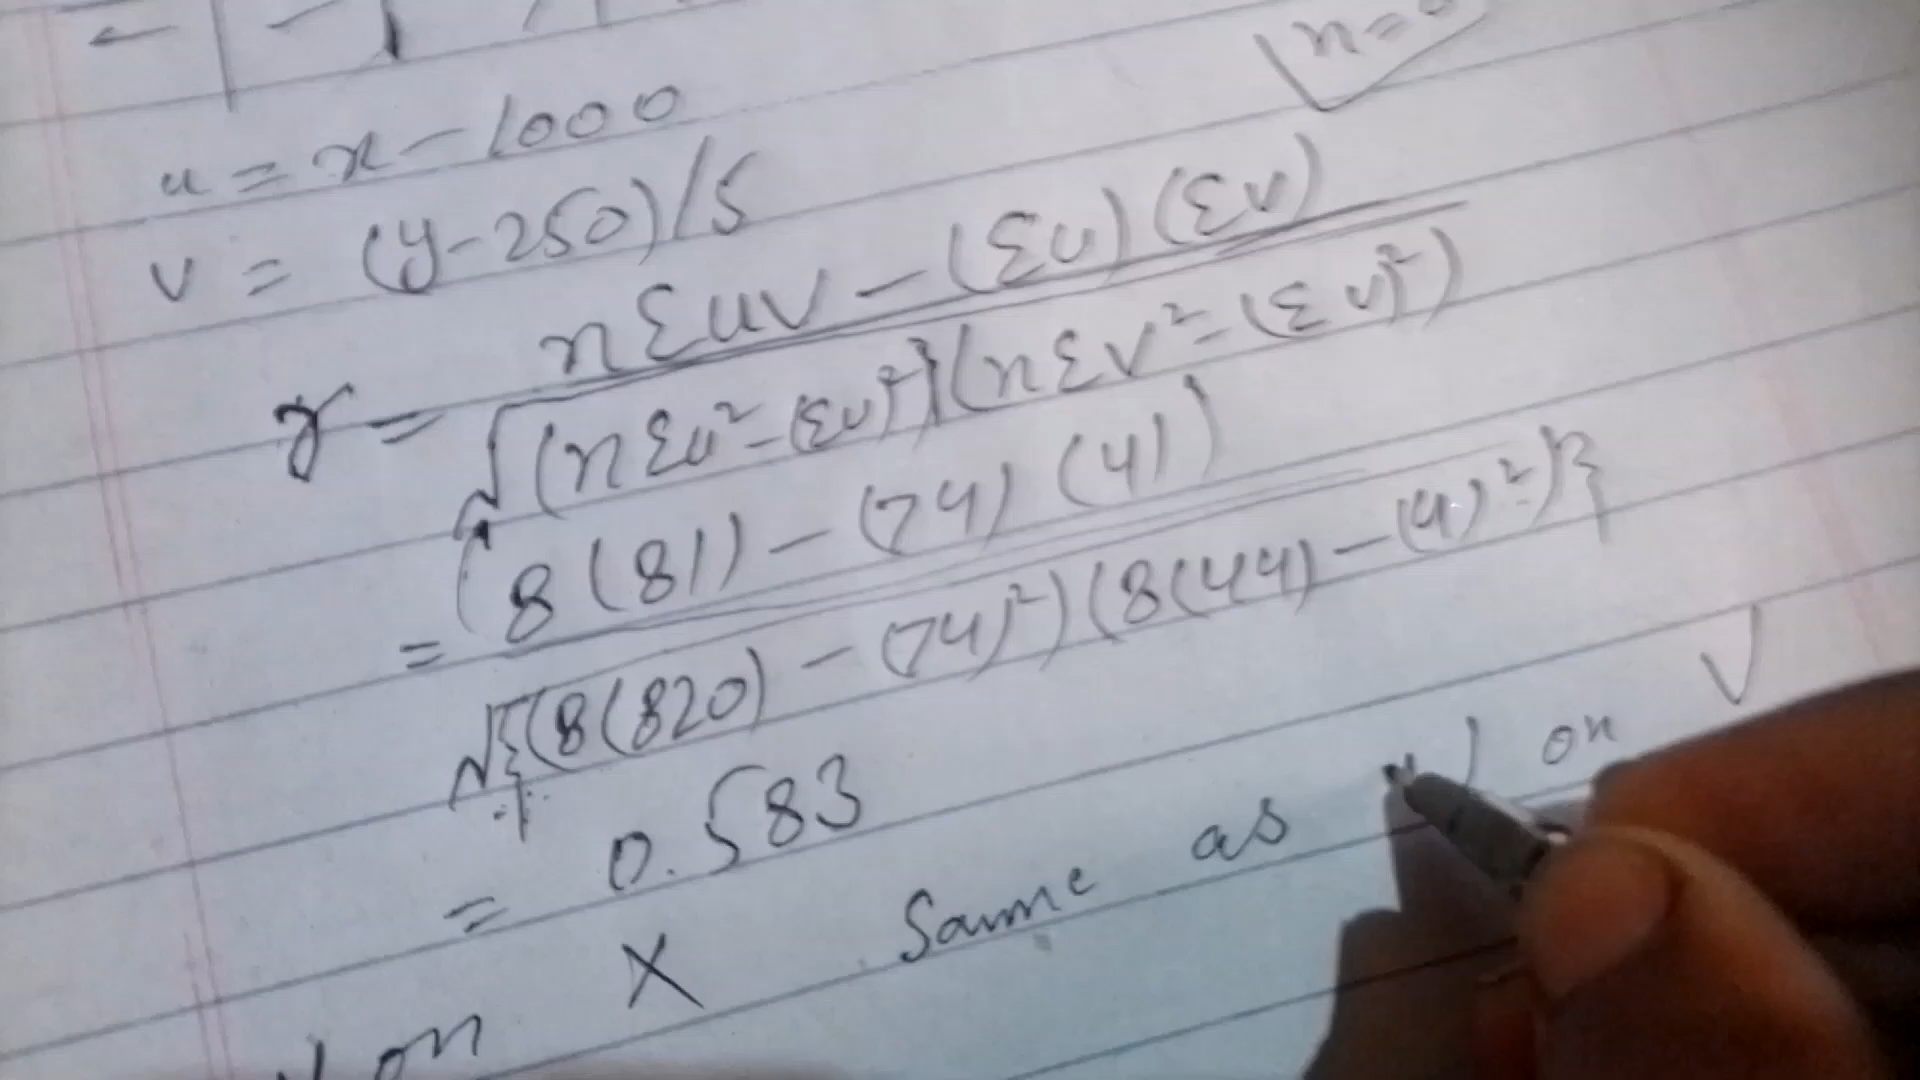 n=8
u = x - 1000
v = (y-250)/5
r = nΣuv - (Σu)(Σv)
√(nΣu²-(Σu)²)(nΣv²-(Σv)²)
= 8(81) - (74)(4)
√{(8(820) - (74)²)(8(44) - (4)²)}
= 0.583
on X same as on